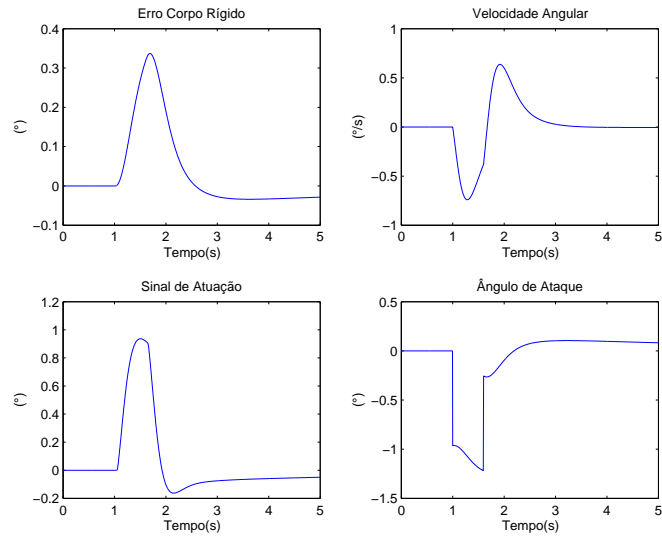 Erro Corpo Rígido
0.4
0.3
0.2
0.1
0
−0.1
(°)
0 1 2 3 4 5
Tempo(s)
Velocidade Angular
1
0.5
0
−0.5
−1
(°/s)
0 1 2 3 4 5
Tempo(s)
Sinal de Atuação
1.2
1
0.8
0.6
0.4
0.2
0
−0.2
(°)
0 1 2 3 4 5
Tempo(s)
Ângulo de Ataque
0.5
0
−0.5
−1
−1.5
(°)
0 1 2 3 4 5
Tempo(s)